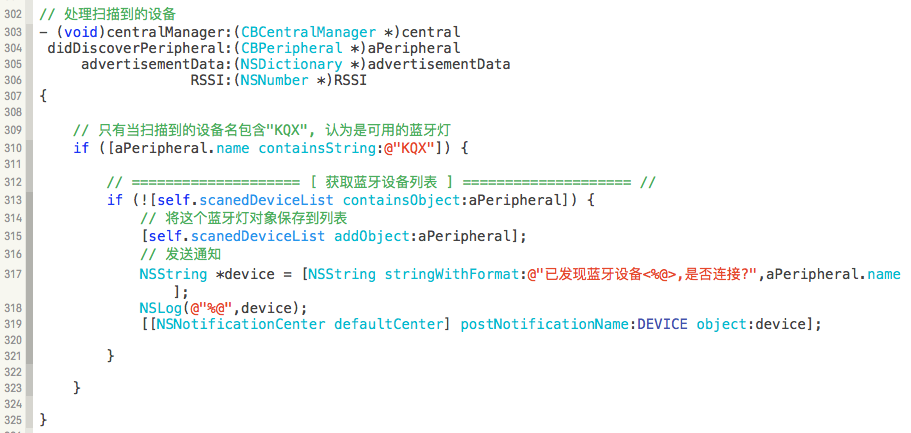 302 // 处理扫描到的设备
303 - (void)centralManager:(CBCentralManager *)central
304  didDiscoverPeripheral:(CBPeripheral *)aPeripheral
305      advertisementData:(NSDictionary *)advertisementData
306                   RSSI:(NSNumber *)RSSI
307 {
308
309     // 只有当扫描到的设备名包含"KQX", 认为是可用的蓝牙灯
310     if ([aPeripheral.name containsString:@"KQX"]) {
311
312         // ==================== [ 获取蓝牙设备列表 ] ==================== //
313         if (![self.scanedDeviceList containsObject:aPeripheral]) {
314             // 将这个蓝牙灯对象保存到列表
315             [self.scanedDeviceList addObject:aPeripheral];
316             // 发送通知
317             NSString *device = [NSString stringWithFormat:@"已发现蓝牙设备<%@>,是否连接?",aPeripheral.name
                ];
318             NSLog(@"%@",device);
319             [[NSNotificationCenter defaultCenter] postNotificationName:DEVICE object:device];
320
321         }
322
323     }
324
325 }